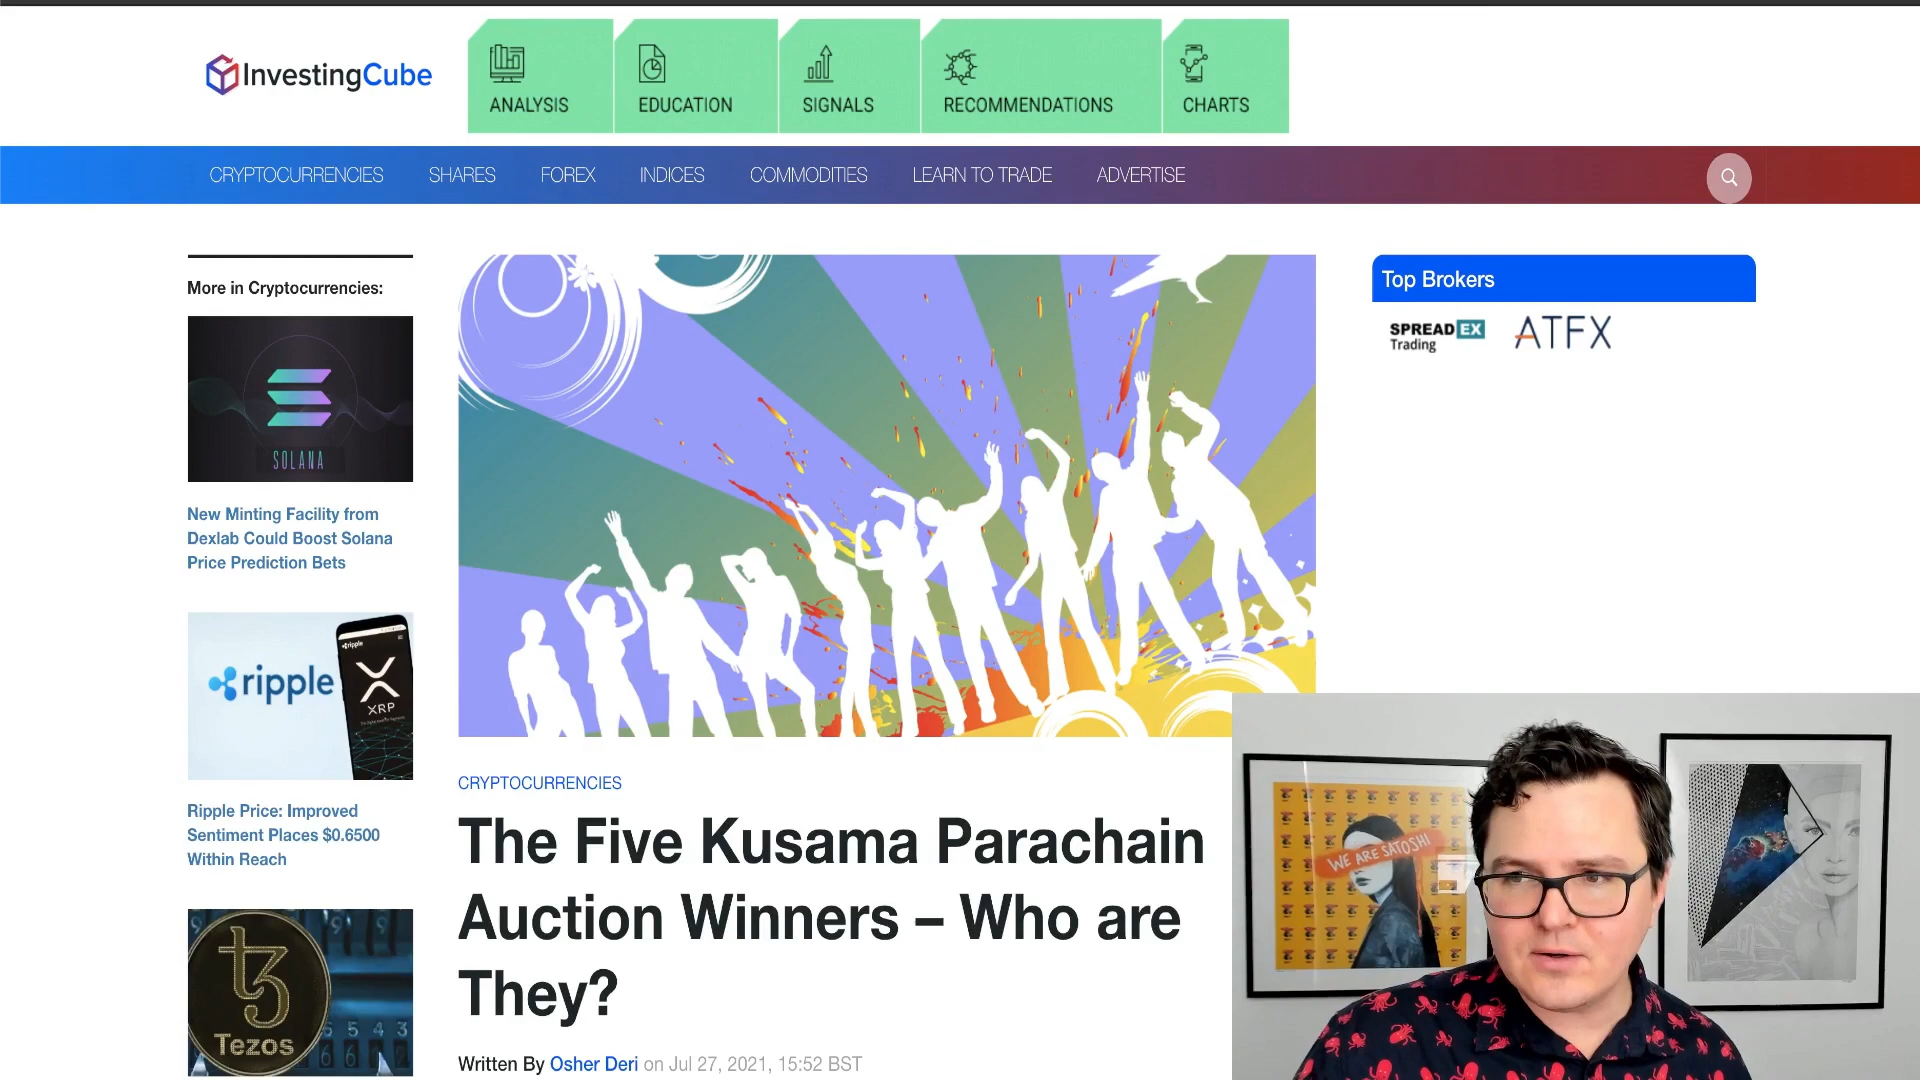 InvestingCube
ANALYSIS
EDUCATION
SIGNALS
RECOMMENDATIONS
CHARTS
CRYPTOCURRENCIES
SHARES
FOREX
INDICES
COMMODITIES
LEARN TO TRADE
ADVERTISE
More in Cryptocurrencies:
SOLANA
New Minting Facility from
Dexlab Could Boost Solana
Price Prediction Bets
ripple
ripple
XRP
Ripple Price: Improved
Sentiment Places $0.6500
Within Reach
Tezos
CRYPTOCURRENCIES
The Five Kusama Parachain
Auction Winners – Who are
They?
Written By Osher Deri on Jul 27, 2021, 15:52 BST
Top Brokers
SPREADEX
Trading
ATFX
WE ARE SATOSHI